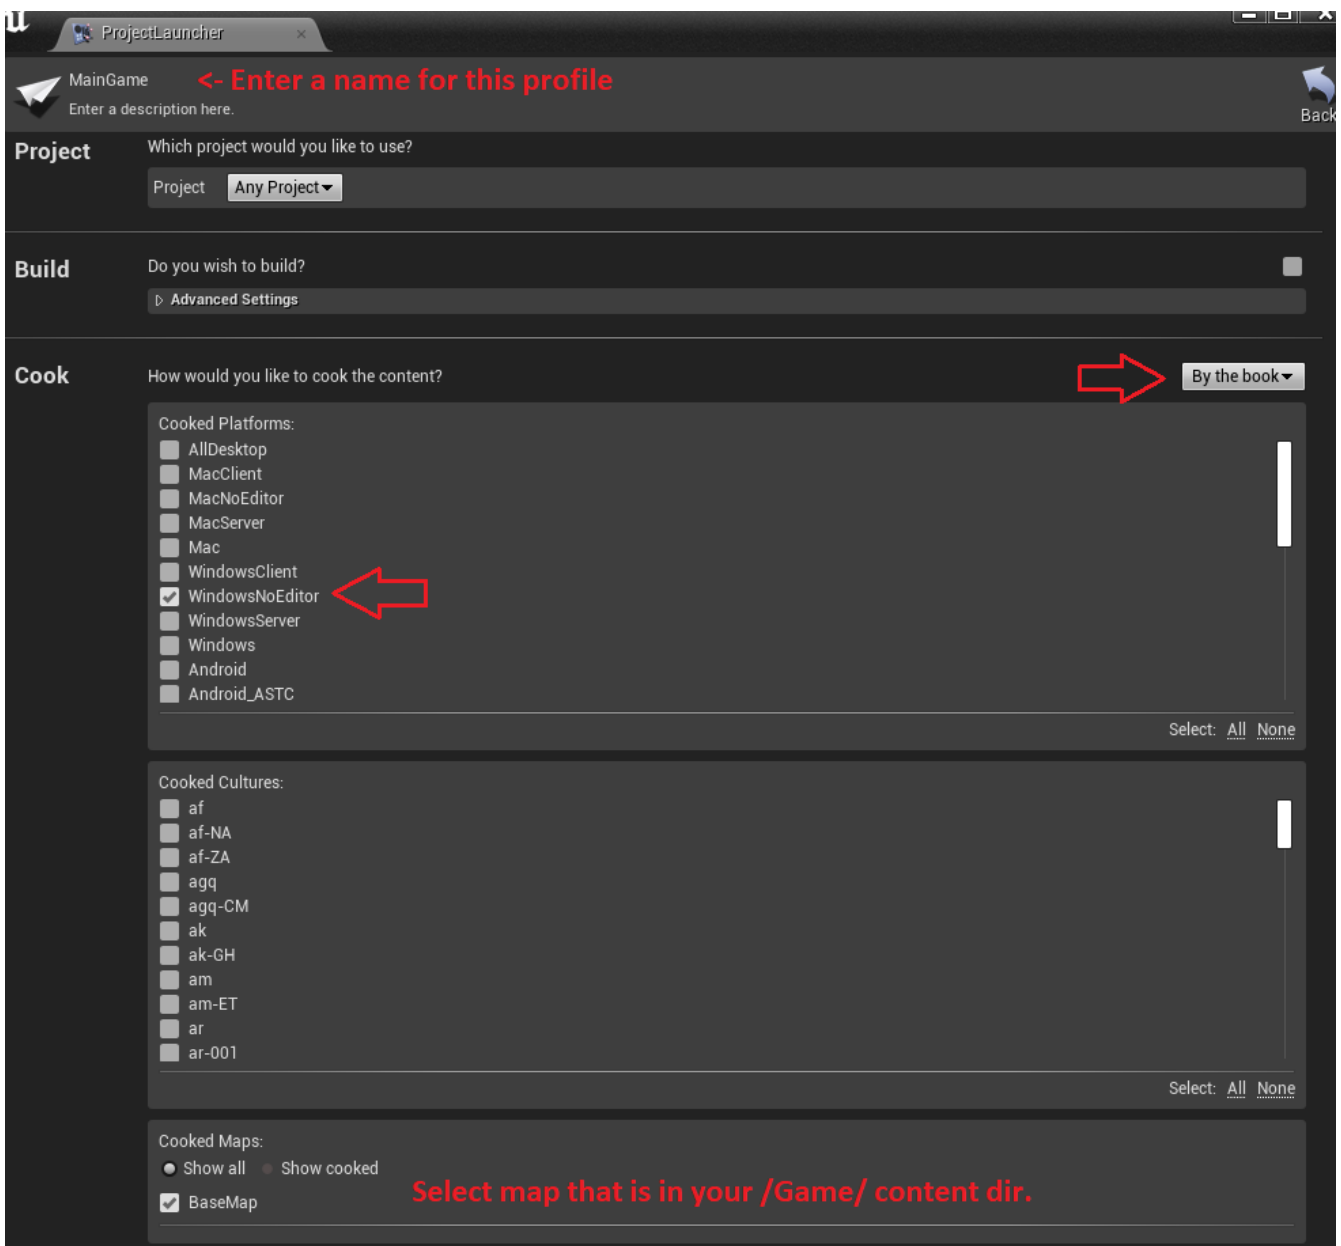 ProjectLauncher
MainGame <- Enter a name for this profile
Enter a description here.
Back
Project Which project would you like to use?
Project Any Project
Build Do you wish to build?
Advanced Settings
Cook How would you like to cook the content? By the book
Cooked Platforms:
AllDesktop
MacClient
MacNoEditor
MacServer
Mac
WindowsClient
WindowsNoEditor
WindowsServer
Windows
Android
Android_ASTC
Select: All None
Cooked Cultures:
af
af-NA
af-ZA
agq
agq-CM
ak
ak-GH
am
am-ET
ar
ar-001
Select: All None
Cooked Maps:
Show all Show cooked
Select map that is in your /Game/ content dir.
BaseMap